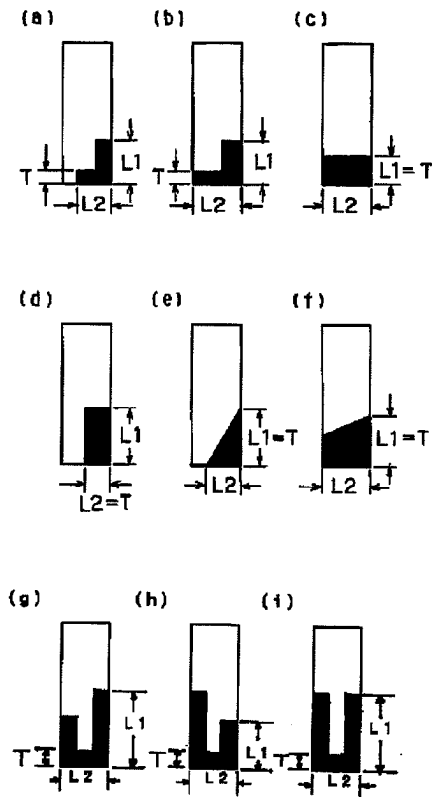 (a) (b) (c)
L1 L1 L1=T
T T
L2 L2 L2
(d) (e) (f)
L1 L1=T L1=T
L2=T L2 L2
(g) (h) (i)
L1 L1 L1
T T T
L2 L2 L2